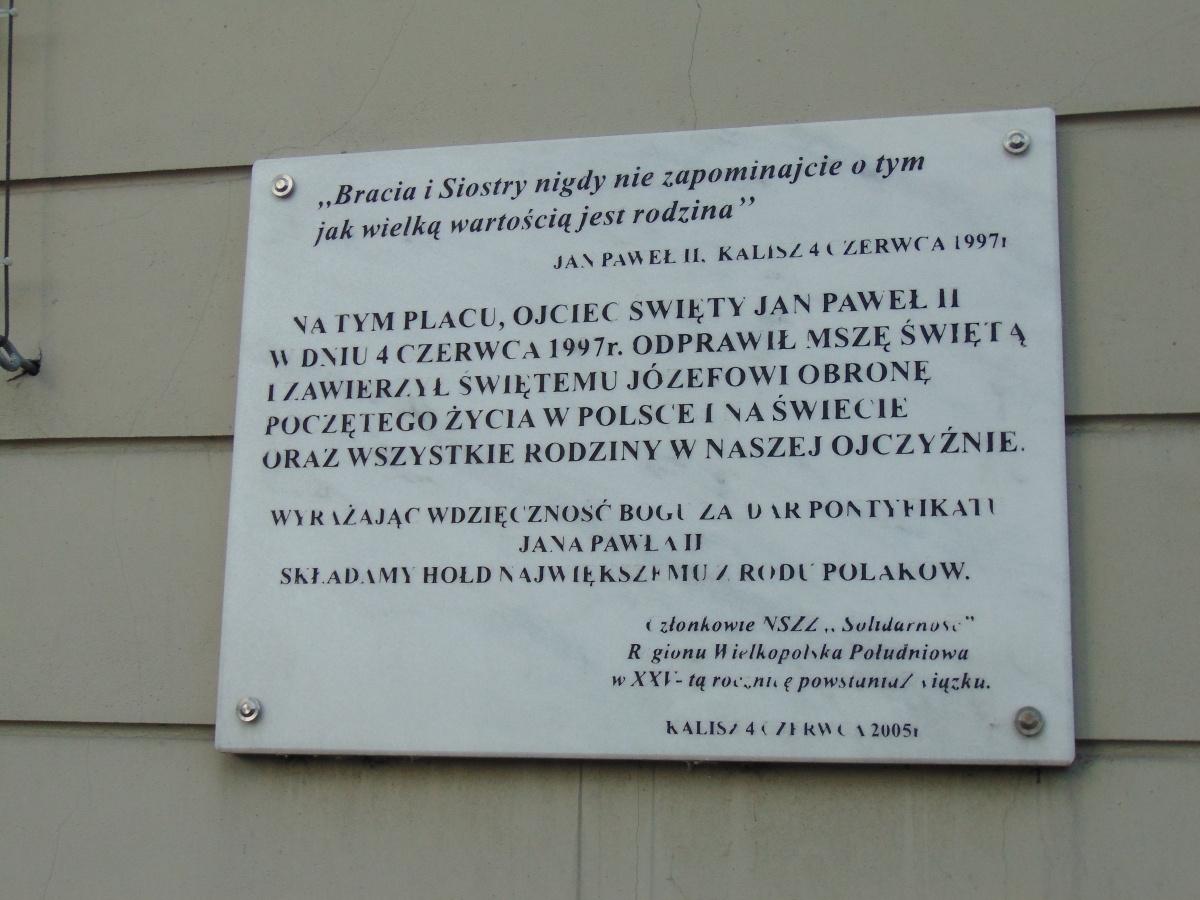 „Bracia i Siostry nigdy nie zapominajcie o tym
jak wielką wartością jest rodzina”
JAN PAWEŁ II, KALISZ 4 CZERWCA 1997r
NA TYM PLACU, OJCIEC ŚWIĘTY JAN PAWEŁ II
W DNIU 4 CZERWCA 1997r. ODPRAWIŁ MSZĘ ŚWIĘTĄ
I ZAWIERZYŁ ŚWIĘTEMU JÓZEFOWI OBRONĘ
POCZĘTEGO ŻYCIA W POLSCE I NA ŚWIECIE
ORAZ WSZYSTKIE RODZINY W NASZEJ OJCZYŹNIE.
WYRAŻAJĄC WDZIĘCZNOŚĆ BOGU ZA DAR PONTYFIKATU
JANA PAWŁA II
SKŁADAMY HOŁD NAJWIĘKSZEMU Z RODU POLAKÓW.
Członkowie NSZZ „Solidarność”
Regionu Wielkopolska Południowa
w XXV-tą rocznicę powstania Związku.
KALISZ 4 CZERWCA 2005r